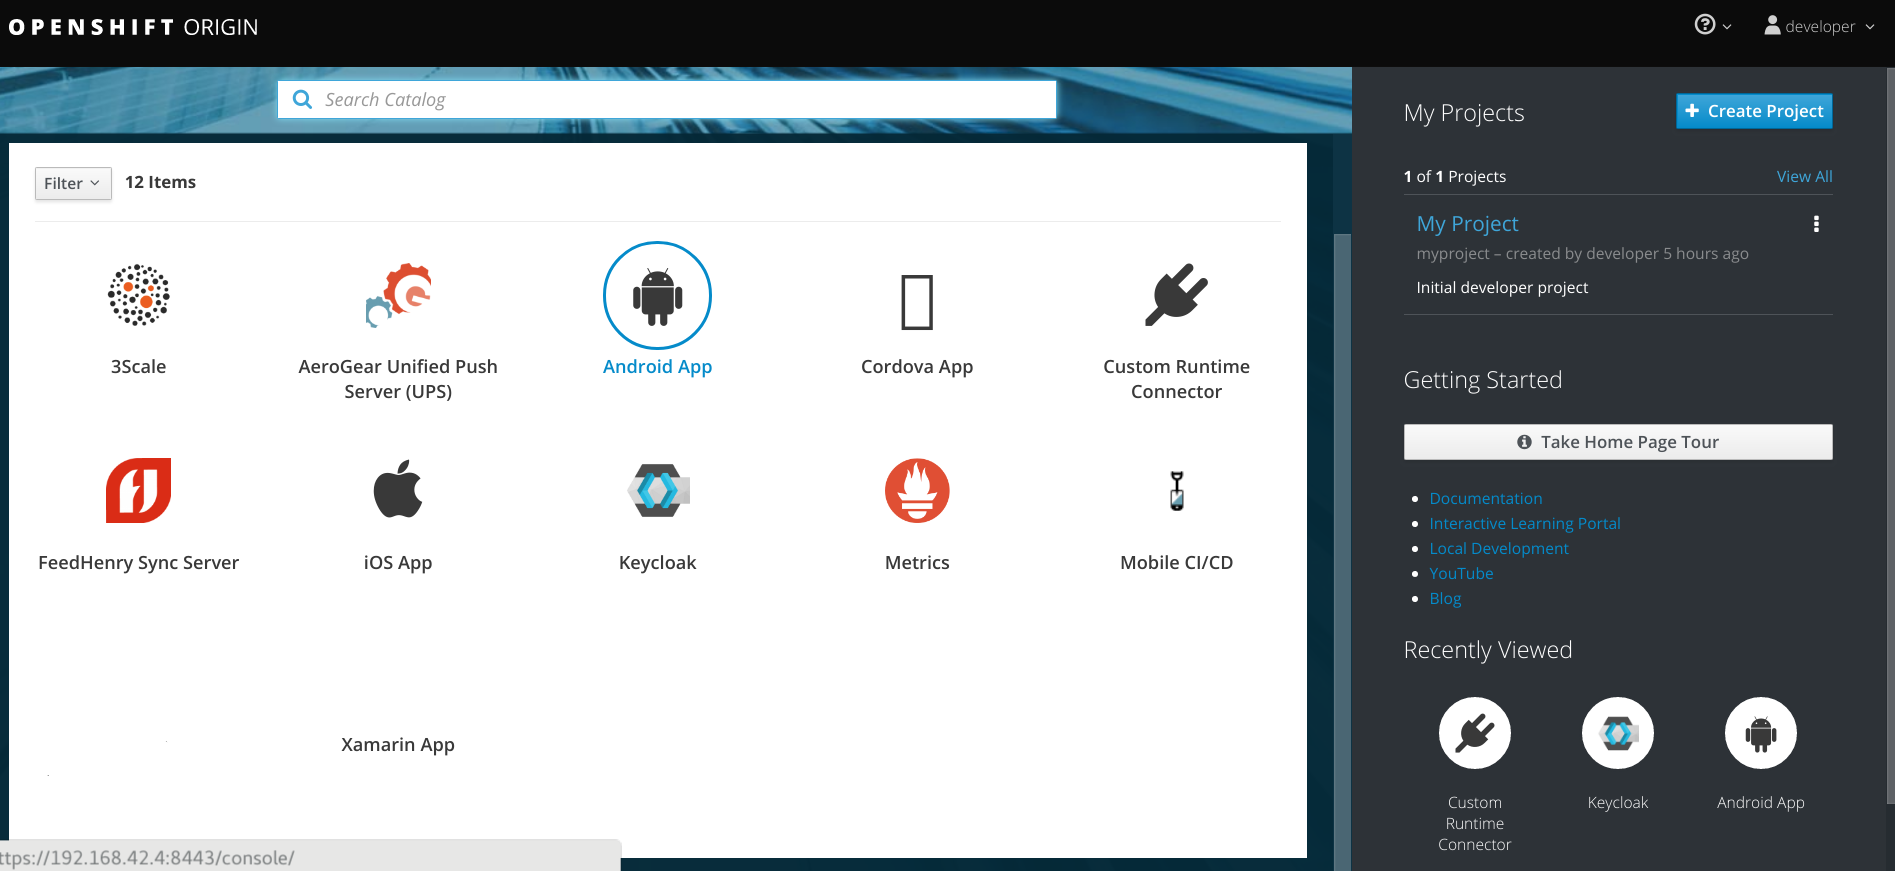 OPENSHIFT ORIGIN
developer
Search Catalog
Filter
12 Items
3Scale
AeroGear Unified Push
Server (UPS)
Android App
Cordova App
Custom Runtime
Connector
FeedHenry Sync Server
iOS App
Keycloak
Metrics
Mobile CI/CD
Xamarin App
ttps://192.168.42.4:8443/console/
My Projects
Create Project
1 of 1 Projects
View All
My Project
myproject – created by developer 5 hours ago
Initial developer project
Getting Started
Take Home Page Tour
Documentation
Interactive Learning Portal
Local Development
YouTube
Blog
Recently Viewed
Custom
Runtime
Connector
Keycloak
Android App